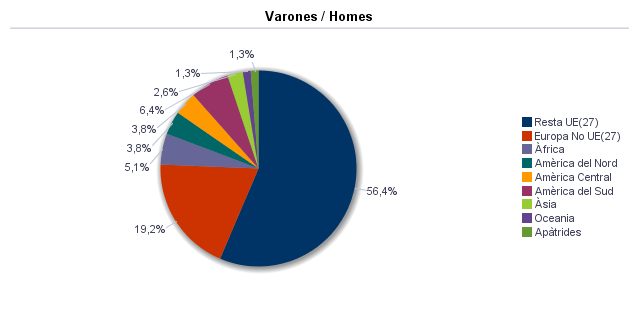 Varones / Homes
1,3%
1,3%
2,6%
6,4%
3,8%
3,8%
5,1%
19,2%
56,4%
Resta UE(27)
Europa No UE(27)
Àfrica
Amèrica del Nord
Amèrica Central
Amèrica del Sud
Àsia
Oceania
Apàtrides